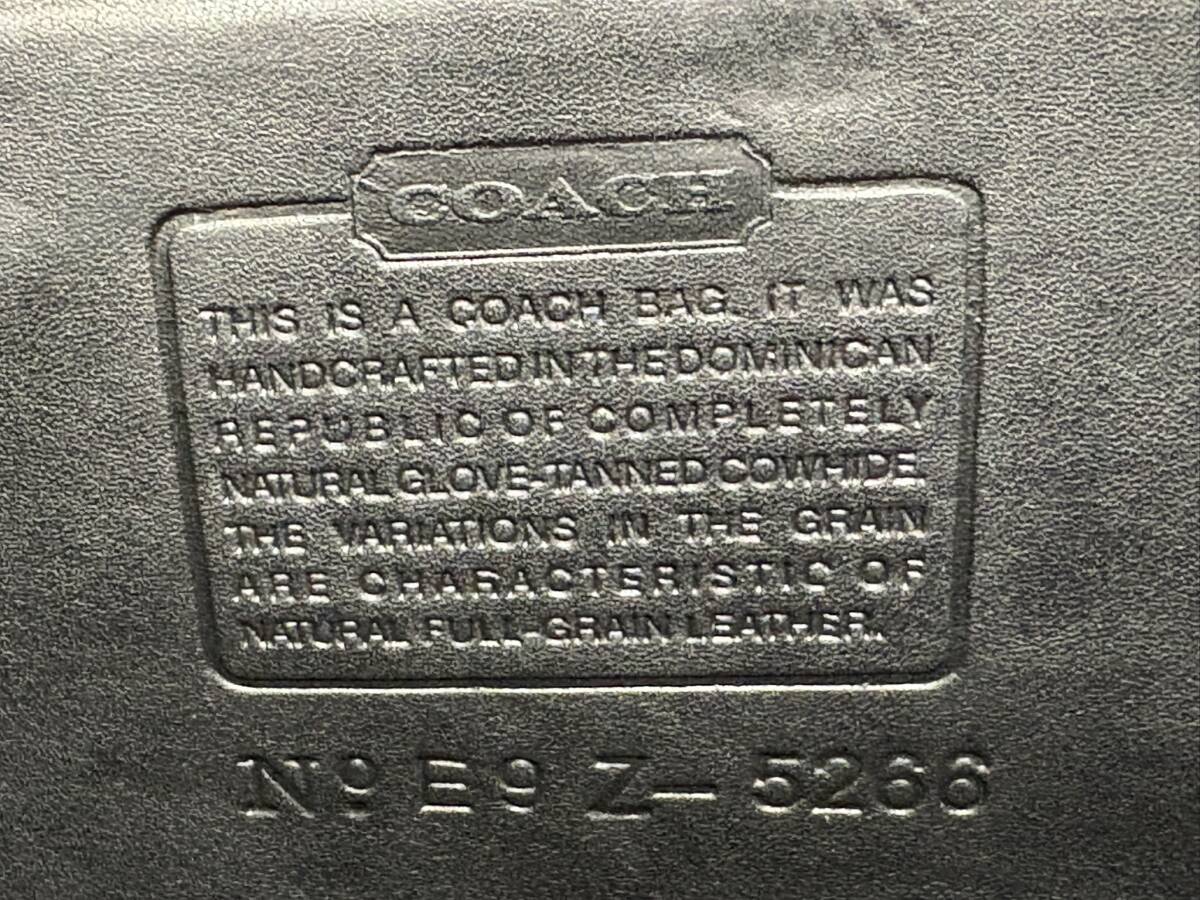 COACH
THIS IS A COACH BAG. IT WAS
HANDCRAFTED IN THE DOMINICAN
REPUBLIC OF COMPLETELY
NATURAL GLOVE-TANNED COWHIDE.
THE VARIATIONS IN THE GRAIN
ARE CHARACTERISTIC OF
NATURAL FULL-GRAIN LEATHER.
Nº E9Z-5266